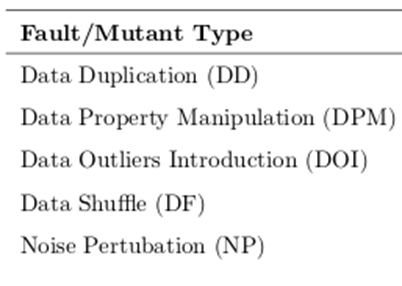 Fault/Mutant Type
Data Duplication (DD)
Data Property Manipulation (DPM)
Data Outliers Introduction (DOI)
Data Shuffle (DF)
Noise Pertubation (NP)